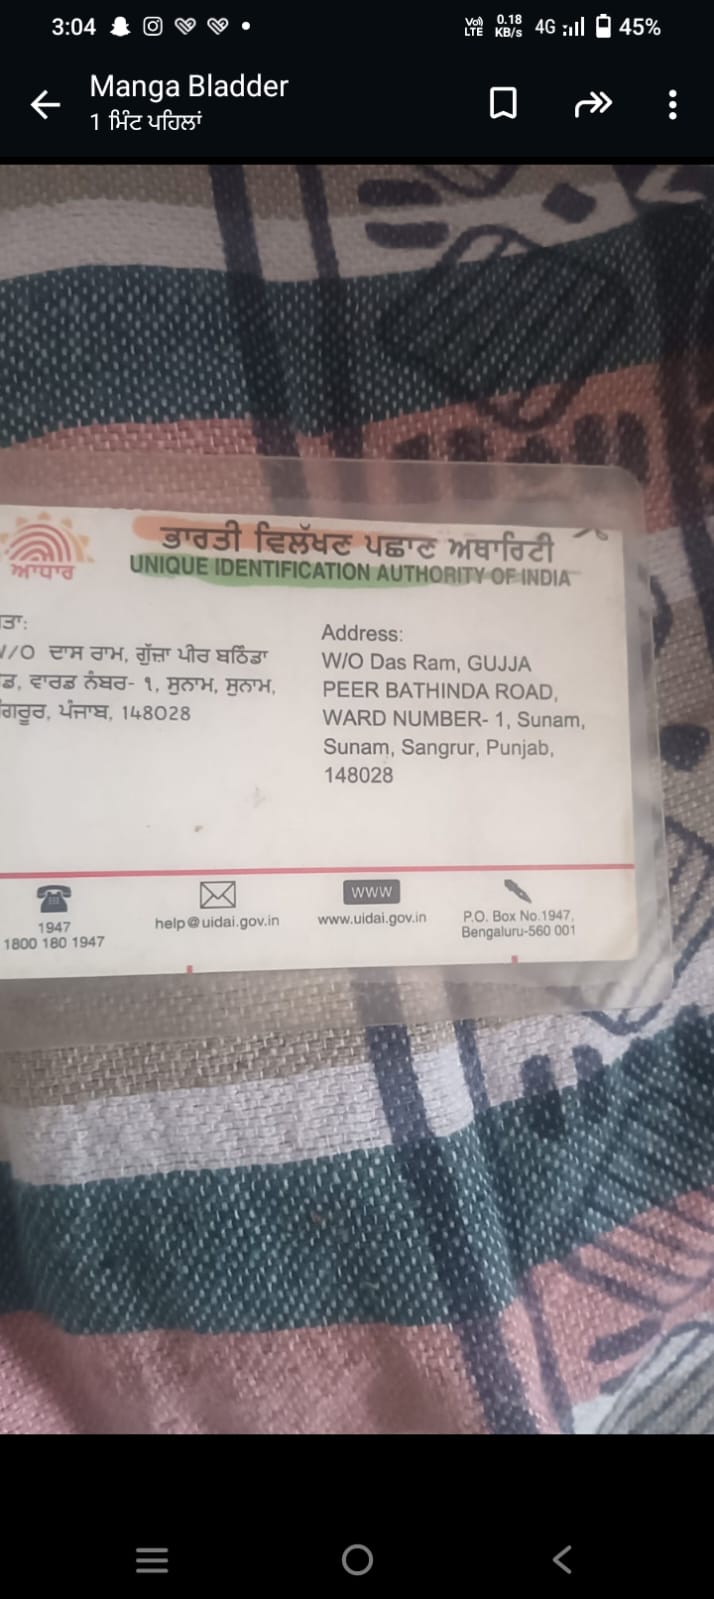 3:04
Vo)) LTE 0.18 KB/s 4G 45%
Manga Bladder
1 ਮਿੰਟ ਪਹਿਲਾਂ
ਭਾਰਤੀ ਵਿਲੱਖਣ ਪਛਾਣ ਅਥਾਰਿਟੀ
UNIQUE IDENTIFICATION AUTHORITY OF INDIA
ਆਧਾਰ
/O ਦਾਸ ਰਾਮ, ਗੁੱਜਾ ਪੀਰ ਬਠਿੰਡਾ
ਵਾਰਡ ਨੰਬਰ- ੧, ਸੁਨਾਮ, ਸੁਨਾਮ,
ਪੰਜਾਬ, 148028
Address:
W/O Das Ram, GUJJA
PEER BATHINDA ROAD,
WARD NUMBER- 1, Sunam,
Sunam, Sangrur, Punjab,
148028
1947
1800 180 1947
help@uidai.gov.in
www
www.uidai.gov.in
P.O. Box No.1947,
Bengaluru-560 001